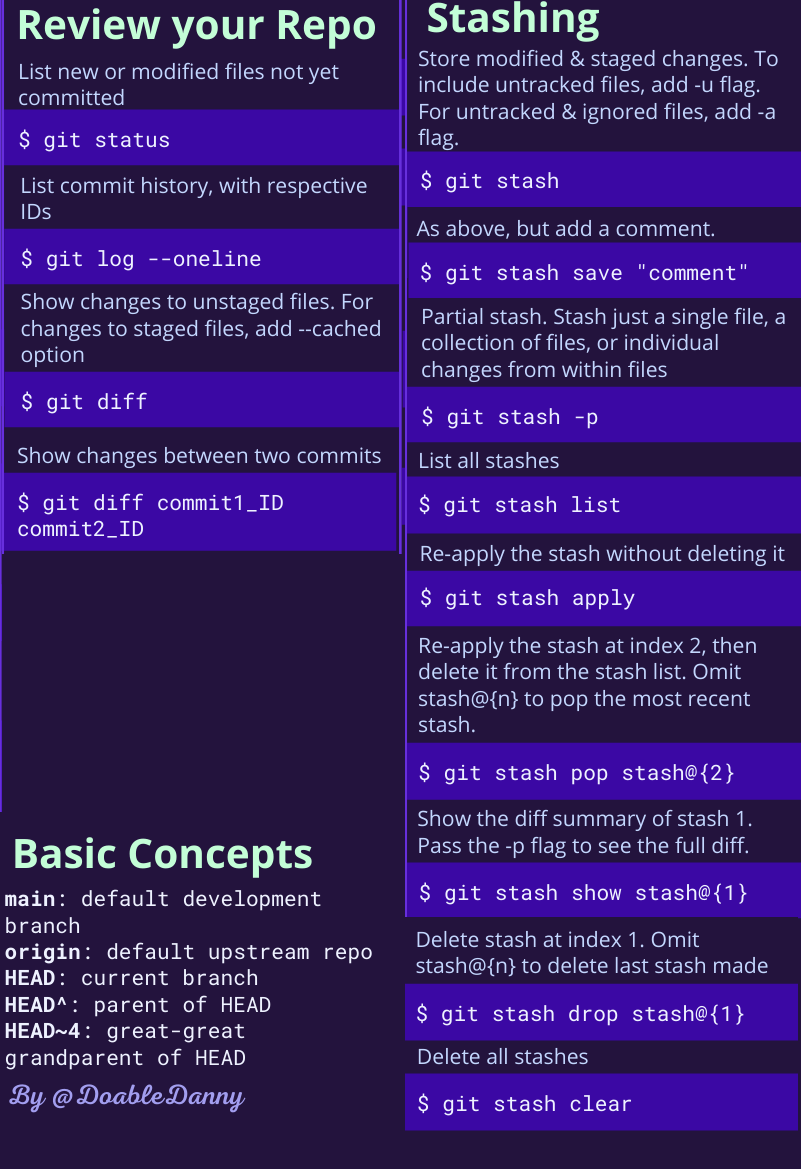 Review your Repo
List new or modified files not yet
committed
$ git status
List commit history, with respective
IDs
$ git log --oneline
Show changes to unstaged files. For
changes to staged files, add --cached
option
$ git diff
Show changes between two commits
$ git diff commit1_ID
commit2_ID
Basic Concepts
main: default development
branch
origin: default upstream repo
HEAD: current branch
HEAD^: parent of HEAD
HEAD~4: great-great
grandparent of HEAD
By @DoableDanny
Stashing
Store modified & staged changes. To
include untracked files, add -u flag.
For untracked & ignored files, add -a
flag.
$ git stash
As above, but add a comment.
$ git stash save "comment"
Partial stash. Stash just a single file, a
collection of files, or individual
changes from within files
$ git stash -p
List all stashes
$ git stash list
Re-apply the stash without deleting it
$ git stash apply
Re-apply the stash at index 2, then
delete it from the stash list. Omit
stash@{n} to pop the most recent
stash.
$ git stash pop stash@{2}
Show the diff summary of stash 1.
Pass the -p flag to see the full diff.
$ git stash show stash@{1}
Delete stash at index 1. Omit
stash@{n} to delete last stash made
$ git stash drop stash@{1}
Delete all stashes
$ git stash clear